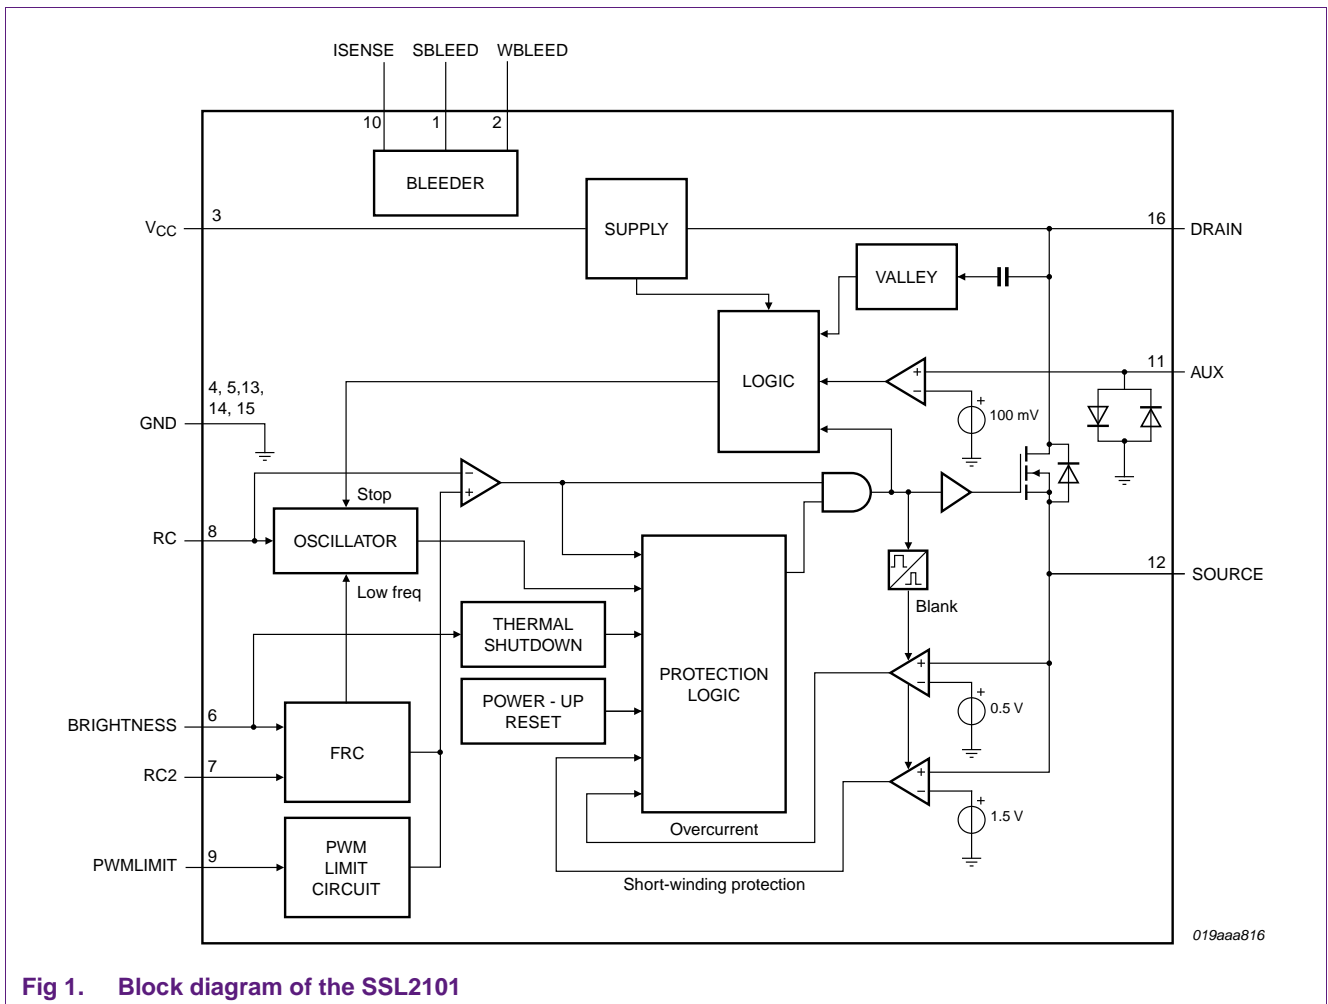 ISENSE SBLEED WBLEED
10 1 2
BLEEDER
VCC 3
SUPPLY
16 DRAIN
VALLEY
LOGIC
11 AUX
+
−
+
100 mV
4, 5,13,
14, 15
GND
Stop
−
+
RC 8
OSCILLATOR
Low freq
12 SOURCE
Blank
THERMAL
SHUTDOWN
PROTECTION
LOGIC
POWER - UP
RESET
+
−
+
0.5 V
BRIGHTNESS 6
FRC
RC2 7
+
−
+
1.5 V
Overcurrent
PWMLIMIT 9
PWM
LIMIT
CIRCUIT
Short-winding protection
019aaa816
Fig 1. Block diagram of the SSL2101